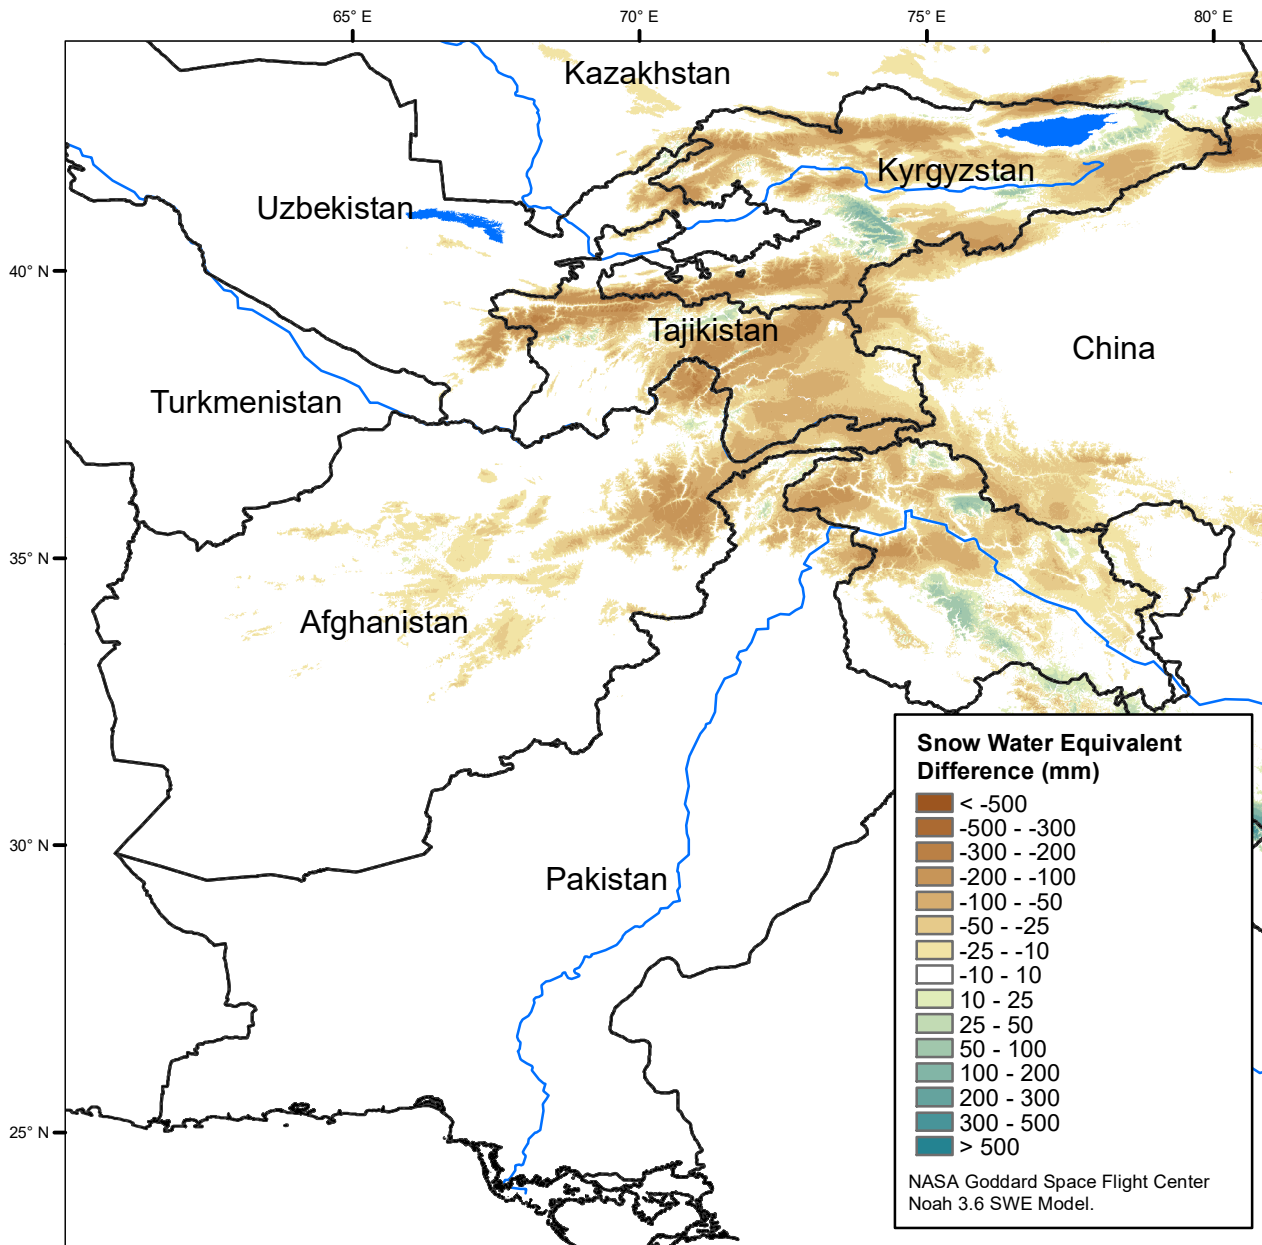 65° E
70° E
75° E
80° E
Kazakhstan
Kyrgyzstan
Uzbekistan
40° N
Tajikistan
China
Turkmenistan
35° N
Afghanistan
30° N
Pakistan
25° N
Snow Water Equivalent
Difference (mm)
< -500
-500 - -300
-300 - -200
-200 - -100
-100 - -50
-50 - -25
-25 - -10
-10 - 10
10 - 25
25 - 50
50 - 100
100 - 200
200 - 300
300 - 500
> 500
NASA Goddard Space Flight Center
Noah 3.6 SWE Model.